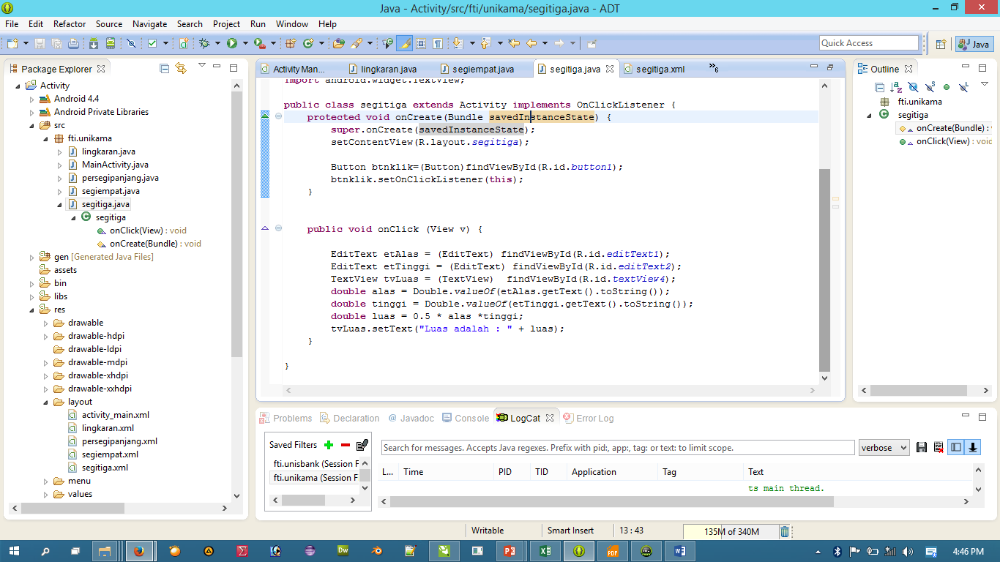 Java - Activity/src/fti/unikama/segitiga.java - ADT
File Edit Refactor Source Navigate Search Project Run Window Help
Quick Access
Java
Package Explorer
Activity
Android 4.4
Android Private Libraries
src
fti.unikama
lingkaran.java
MainActivity.java
persegipanjang.java
segiempat.java
segitiga.java
segitiga
onClick(View) : void
onCreate(Bundle) : void
gen [Generated Java Files]
assets
bin
libs
res
drawable
drawable-hdpi
drawable-ldpi
drawable-mdpi
drawable-xhdpi
drawable-xxhdpi
layout
activity_main.xml
lingkaran.xml
persegipanjang.xml
segiempat.xml
segitiga.xml
menu
values
Activity Man...
lingkaran.java
segiempat.java
segitiga.java
segitiga.xml
»6
import android.widget.TextView;
public class segitiga extends Activity implements OnClickListener {
protected void onCreate(Bundle savedInstanceState) {
super.onCreate(savedInstanceState);
setContentView(R.layout.segitiga);
Button btnklik=(Button)findViewById(R.id.button1);
btnklik.setOnClickListener(this);
}
public void onClick (View v) {
EditText etAlas = (EditText) findViewById(R.id.editText1);
EditText etTinggi = (EditText) findViewById(R.id.editText2);
TextView tvLuas = (TextView)  findViewById(R.id.textView4);
double alas = Double.valueOf(etAlas.getText().toString());
double tinggi = Double.valueOf(etTinggi.getText().toString());
double luas = 0.5 * alas *tinggi;
tvLuas.setText("Luas adalah : " + luas);
}
}
Outline
fti.unikama
segitiga
onCreate(Bundle) :
onClick(View) : void
Problems
Declaration
@ Javadoc
Console
LogCat
Error Log
Saved Filters
fti.unisbank (Session F
fti.unikama (Session F
Search for messages. Accepts Java regexes. Prefix with pid:, app:, tag: or text: to limit scope.
verbose
L... Time PID TID Application Tag Text
ts main thread.
Writable
Smart Insert
13 : 43
135M of 340M
Dw
PDF
4:46 PM